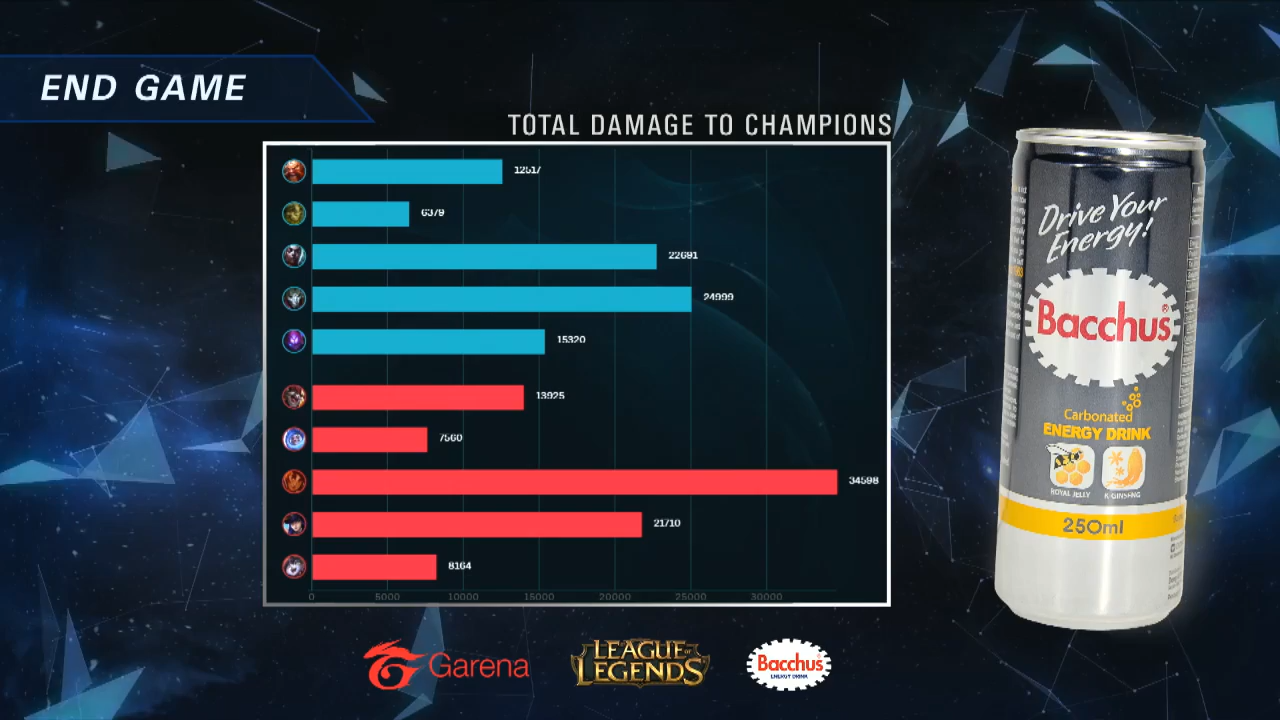 END GAME
TOTAL DAMAGE TO CHAMPIONS
12517
6379
22691
24999
15320
13925
7560
34598
21710
8164
0 5000 10000 15000 20000 25000 30000
Drive Your
Energy!
Bacchus®
Carbonated
ENERGY DRINK
ROYAL JELLY K-GINSENG
250ml
Garena
LEAGUE OF
LEGENDS
Bacchus
ENERGY DRINK